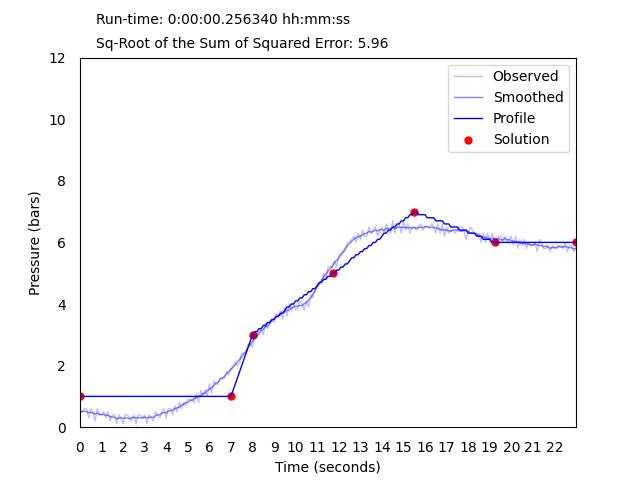 Run-time: 0:00:00.256340 hh:mm:ss
Sq-Root of the Sum of Squared Error: 5.96
12
10
8
6
4
2
0
Pressure (bars)
Observed
Smoothed
Profile
Solution
0 1 2 3 4 5 6 7 8 9 10 11 12 13 14 15 16 17 18 19 20 21 22
Time (seconds)